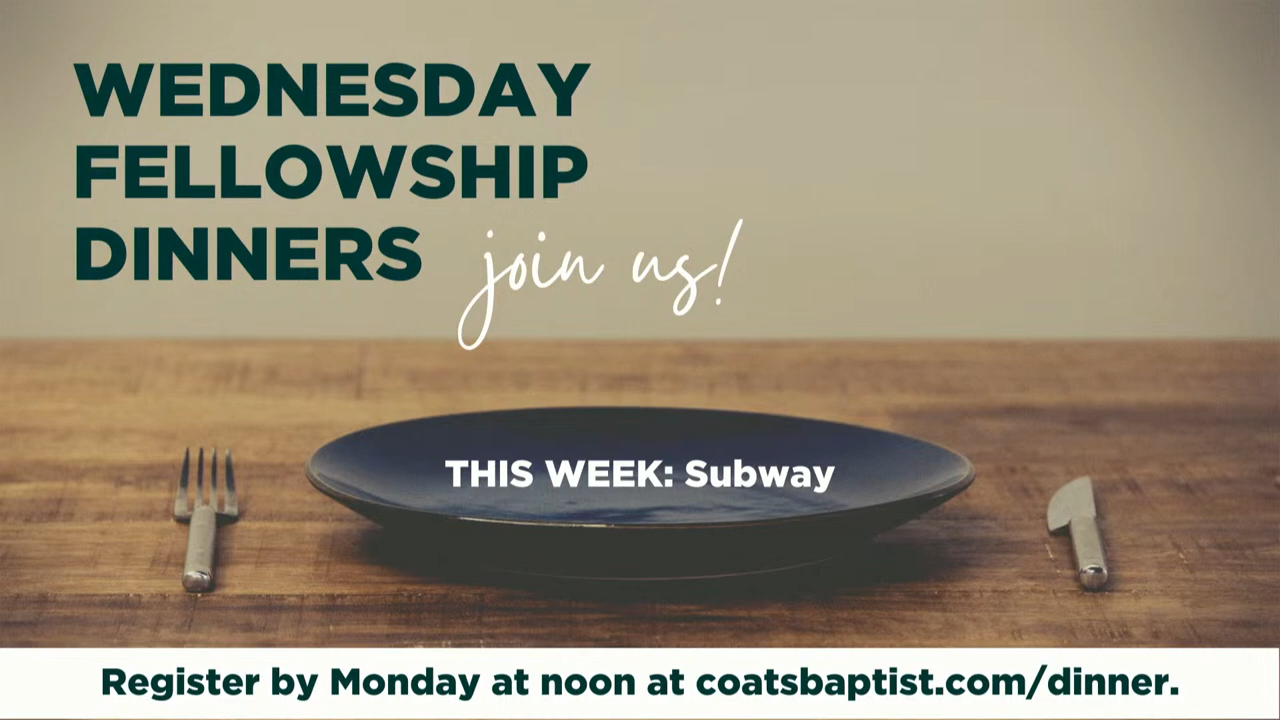 WEDNESDAY
FELLOWSHIP
DINNERS
join us!
THIS WEEK: Subway
Register by Monday at noon at coatsbaptist.com/dinner.